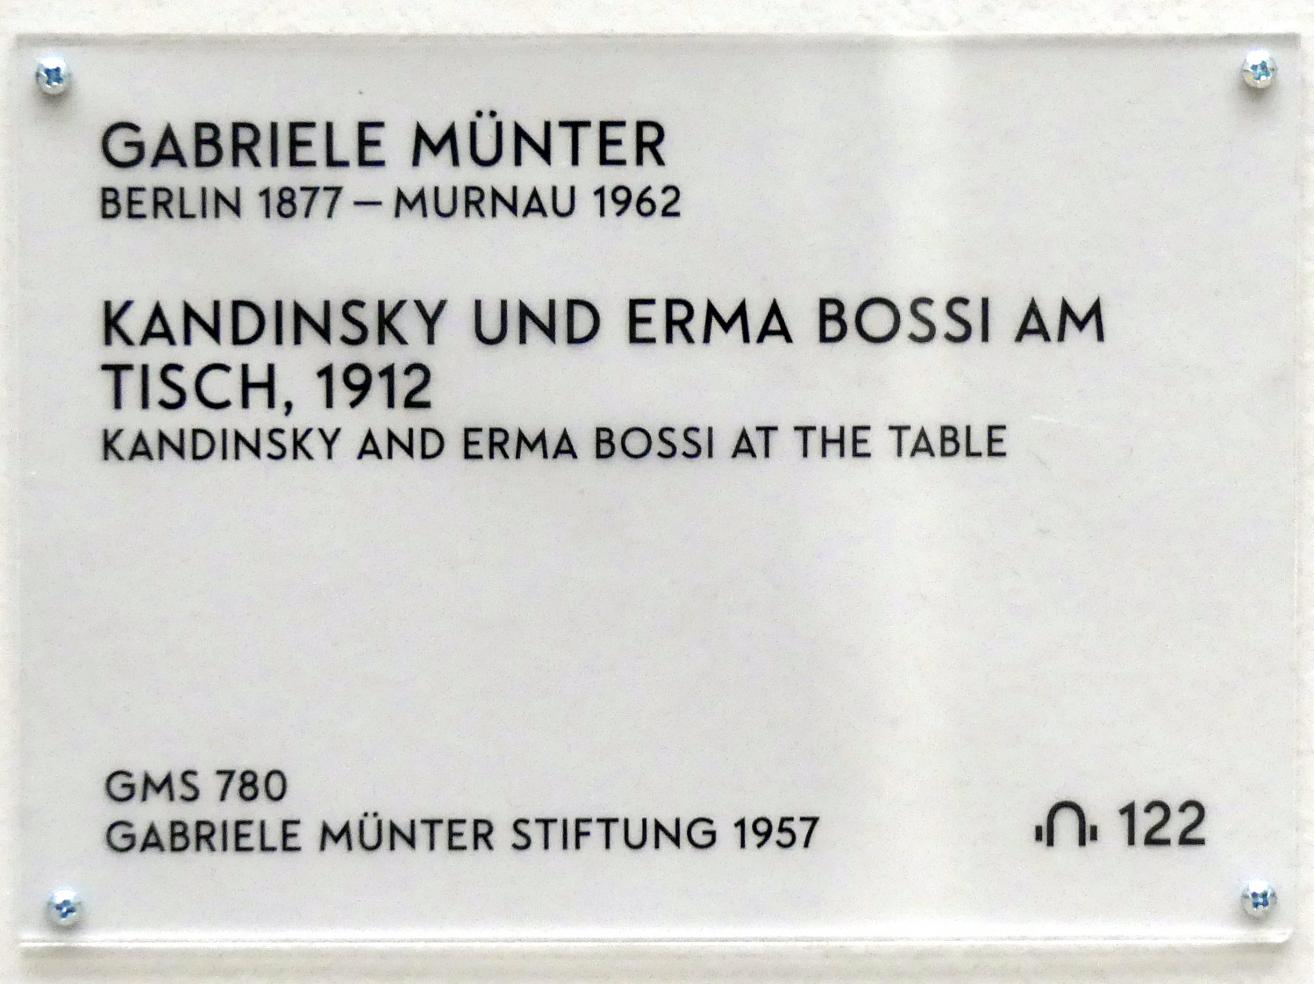 GABRIELE MÜNTER
BERLIN 1877 – MURNAU 1962
KANDINSKY UND ERMA BOSSI AM
TISCH, 1912
KANDINSKY AND ERMA BOSSI AT THE TABLE
GMS 780
GABRIELE MÜNTER STIFTUNG 1957
122